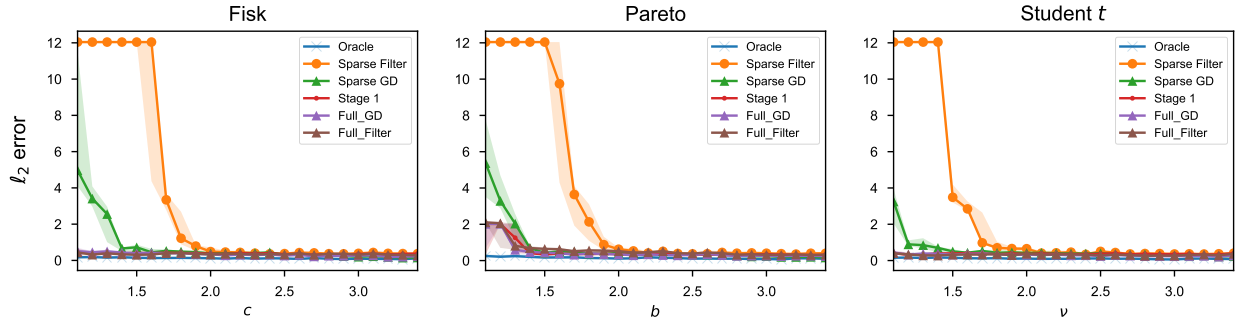 Fisk
Pareto
Student t
ℓ2 error
12
10
8
6
4
2
0
1.5
2.0
2.5
3.0
c
Oracle
Sparse Filter
Sparse GD
Stage 1
Full_GD
Full_Filter
12
10
8
6
4
2
0
1.5
2.0
2.5
3.0
b
Oracle
Sparse Filter
Sparse GD
Stage 1
Full_GD
Full_Filter
12
10
8
6
4
2
0
1.5
2.0
2.5
3.0
ν
Oracle
Sparse Filter
Sparse GD
Stage 1
Full_GD
Full_Filter